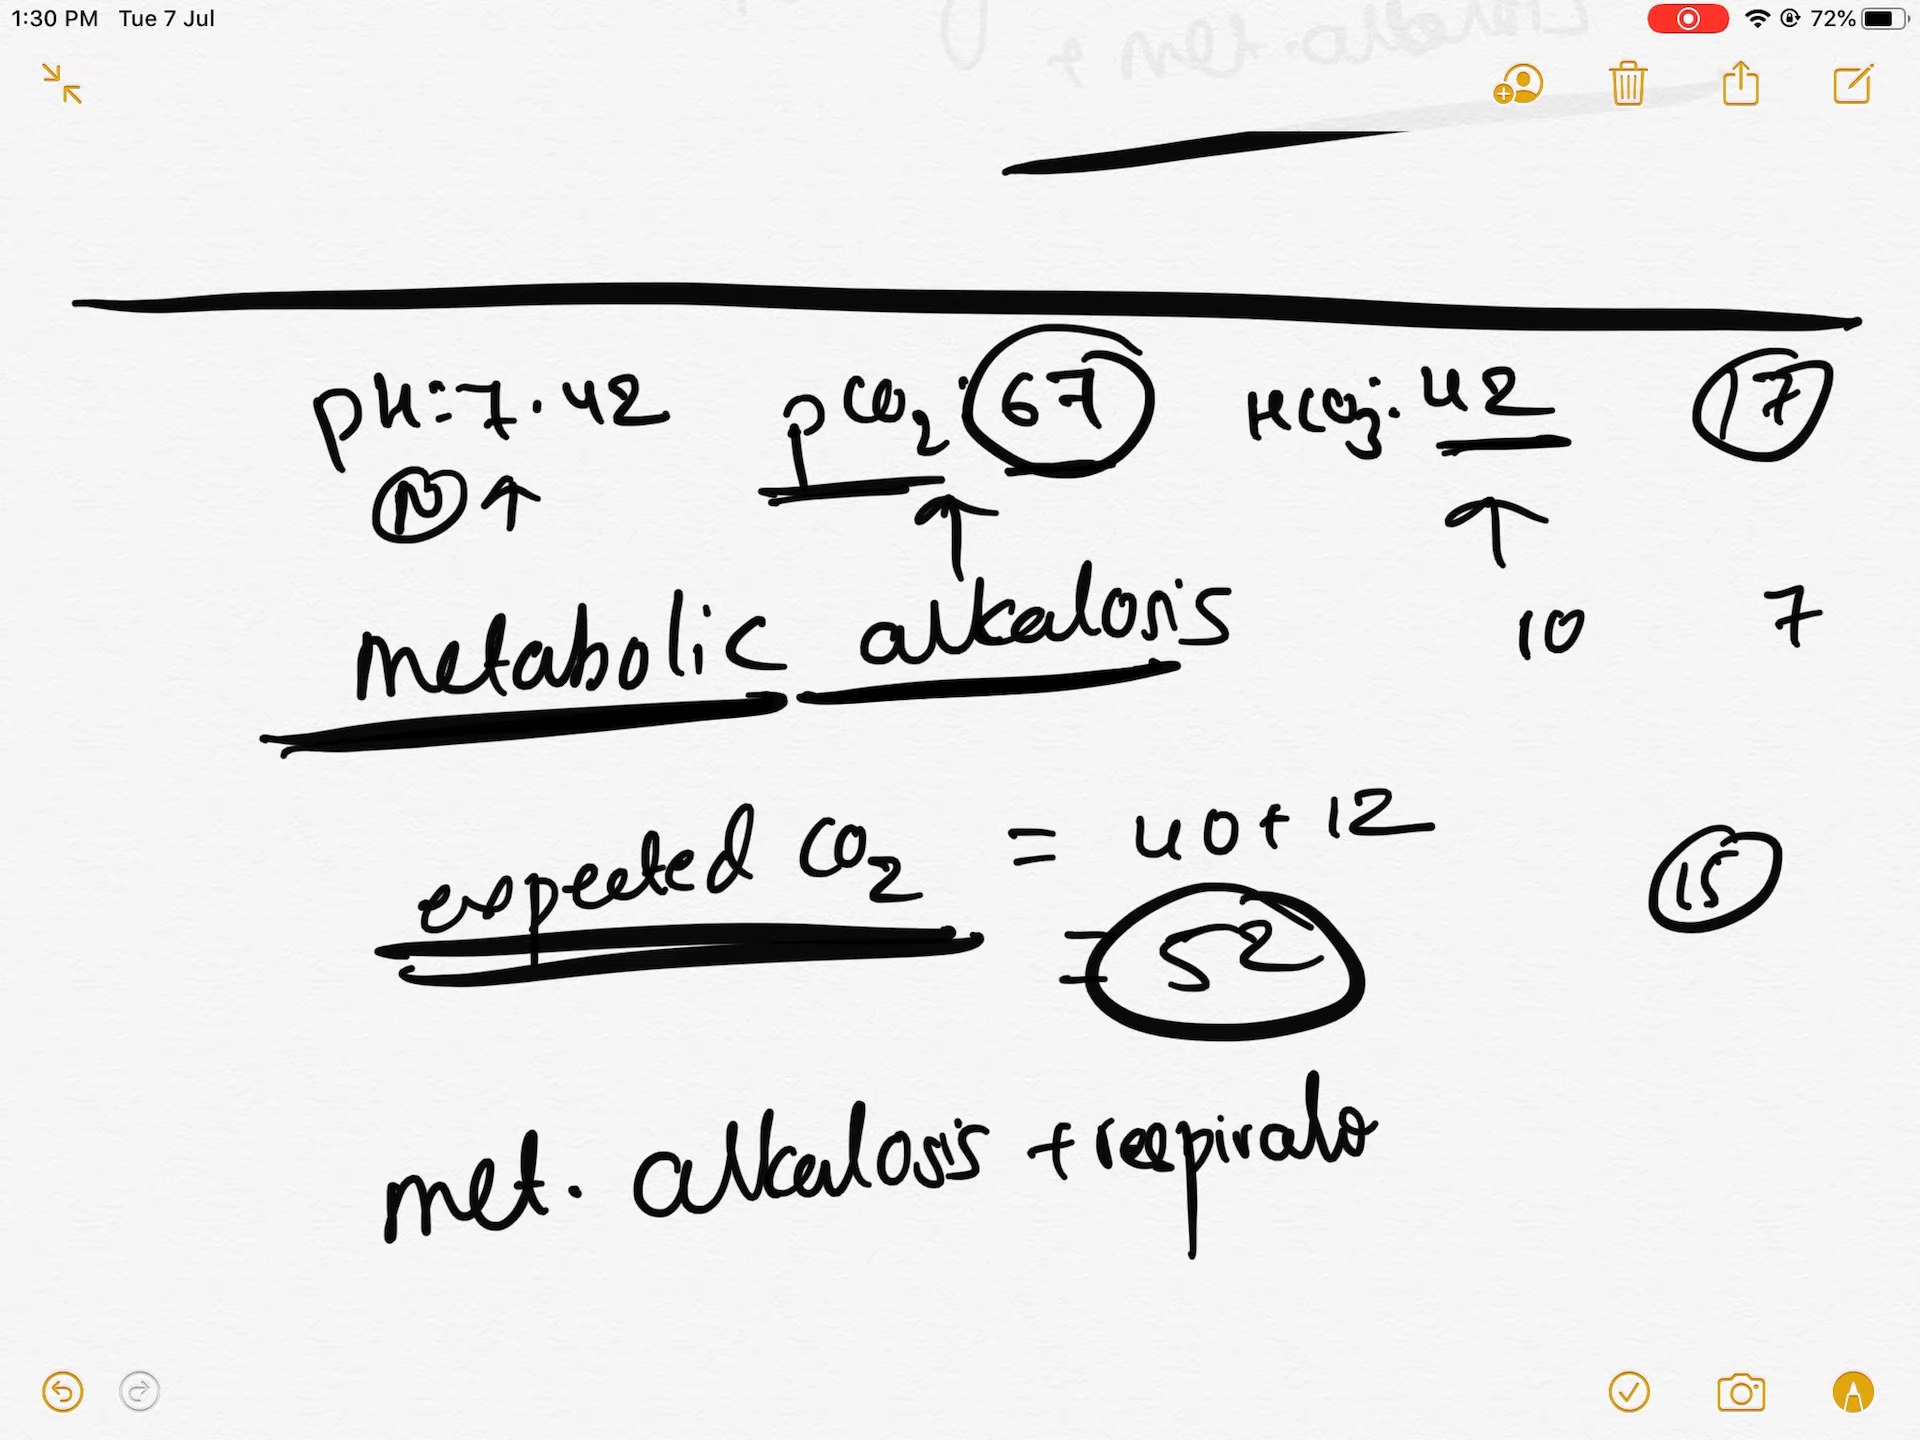 1:30 PM Tue 7 Jul 72%
pH:7.42 pCO2:67 HCO3:42 17
N↑ ↑ ↑
metabolic alkalosis 10 7
expected CO2 = 40+12 15
= 52
met. alkalosis + respirato